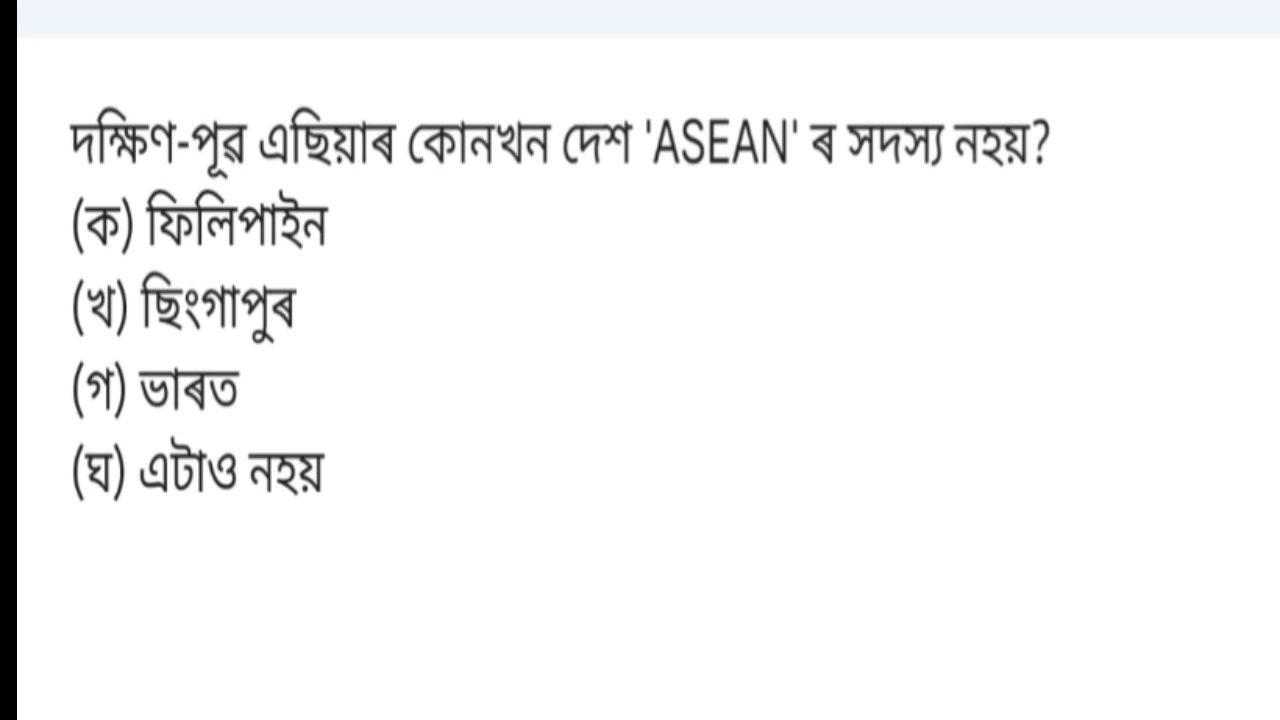 দক্ষিণ-পূৱ এছিয়াৰ কোনখন দেশ 'ASEAN' ৰ সদস্য নহয়?
(ক) ফিলিপাইন
(খ) ছিংগাপুৰ
(গ) ভাৰত
(ঘ) এটাও নহয়